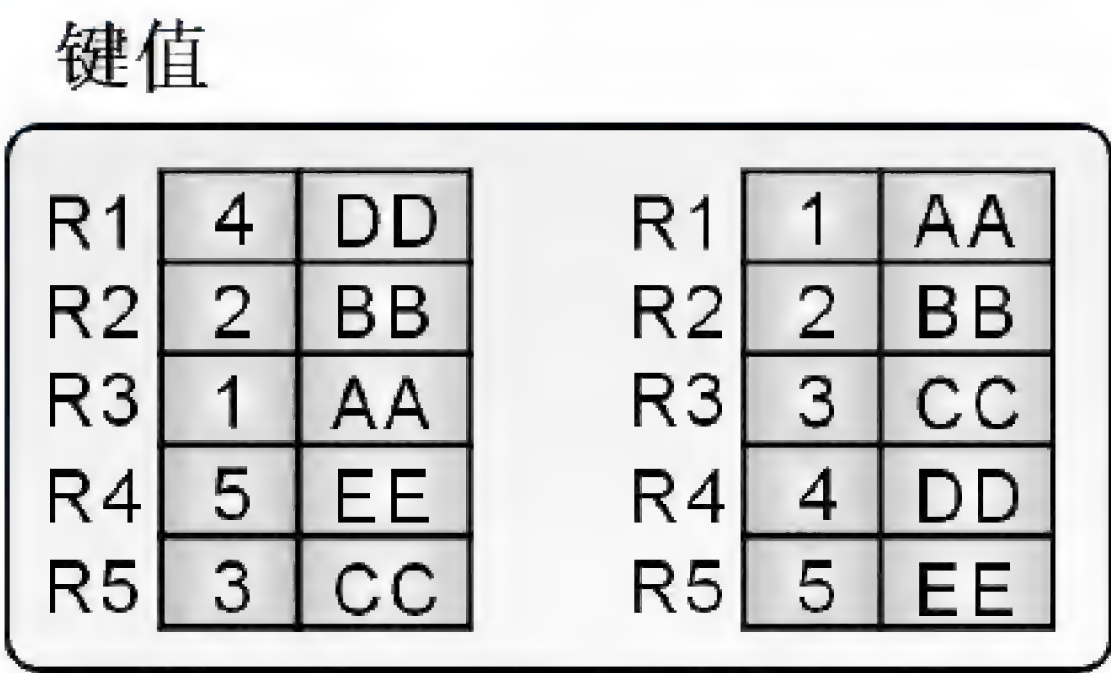 键值
R1 4 DD R1 1 AA
R2 2 BB R2 2 BB
R3 1 AA R3 3 CC
R4 5 EE R4 4 DD
R5 3 CC R5 5 EE